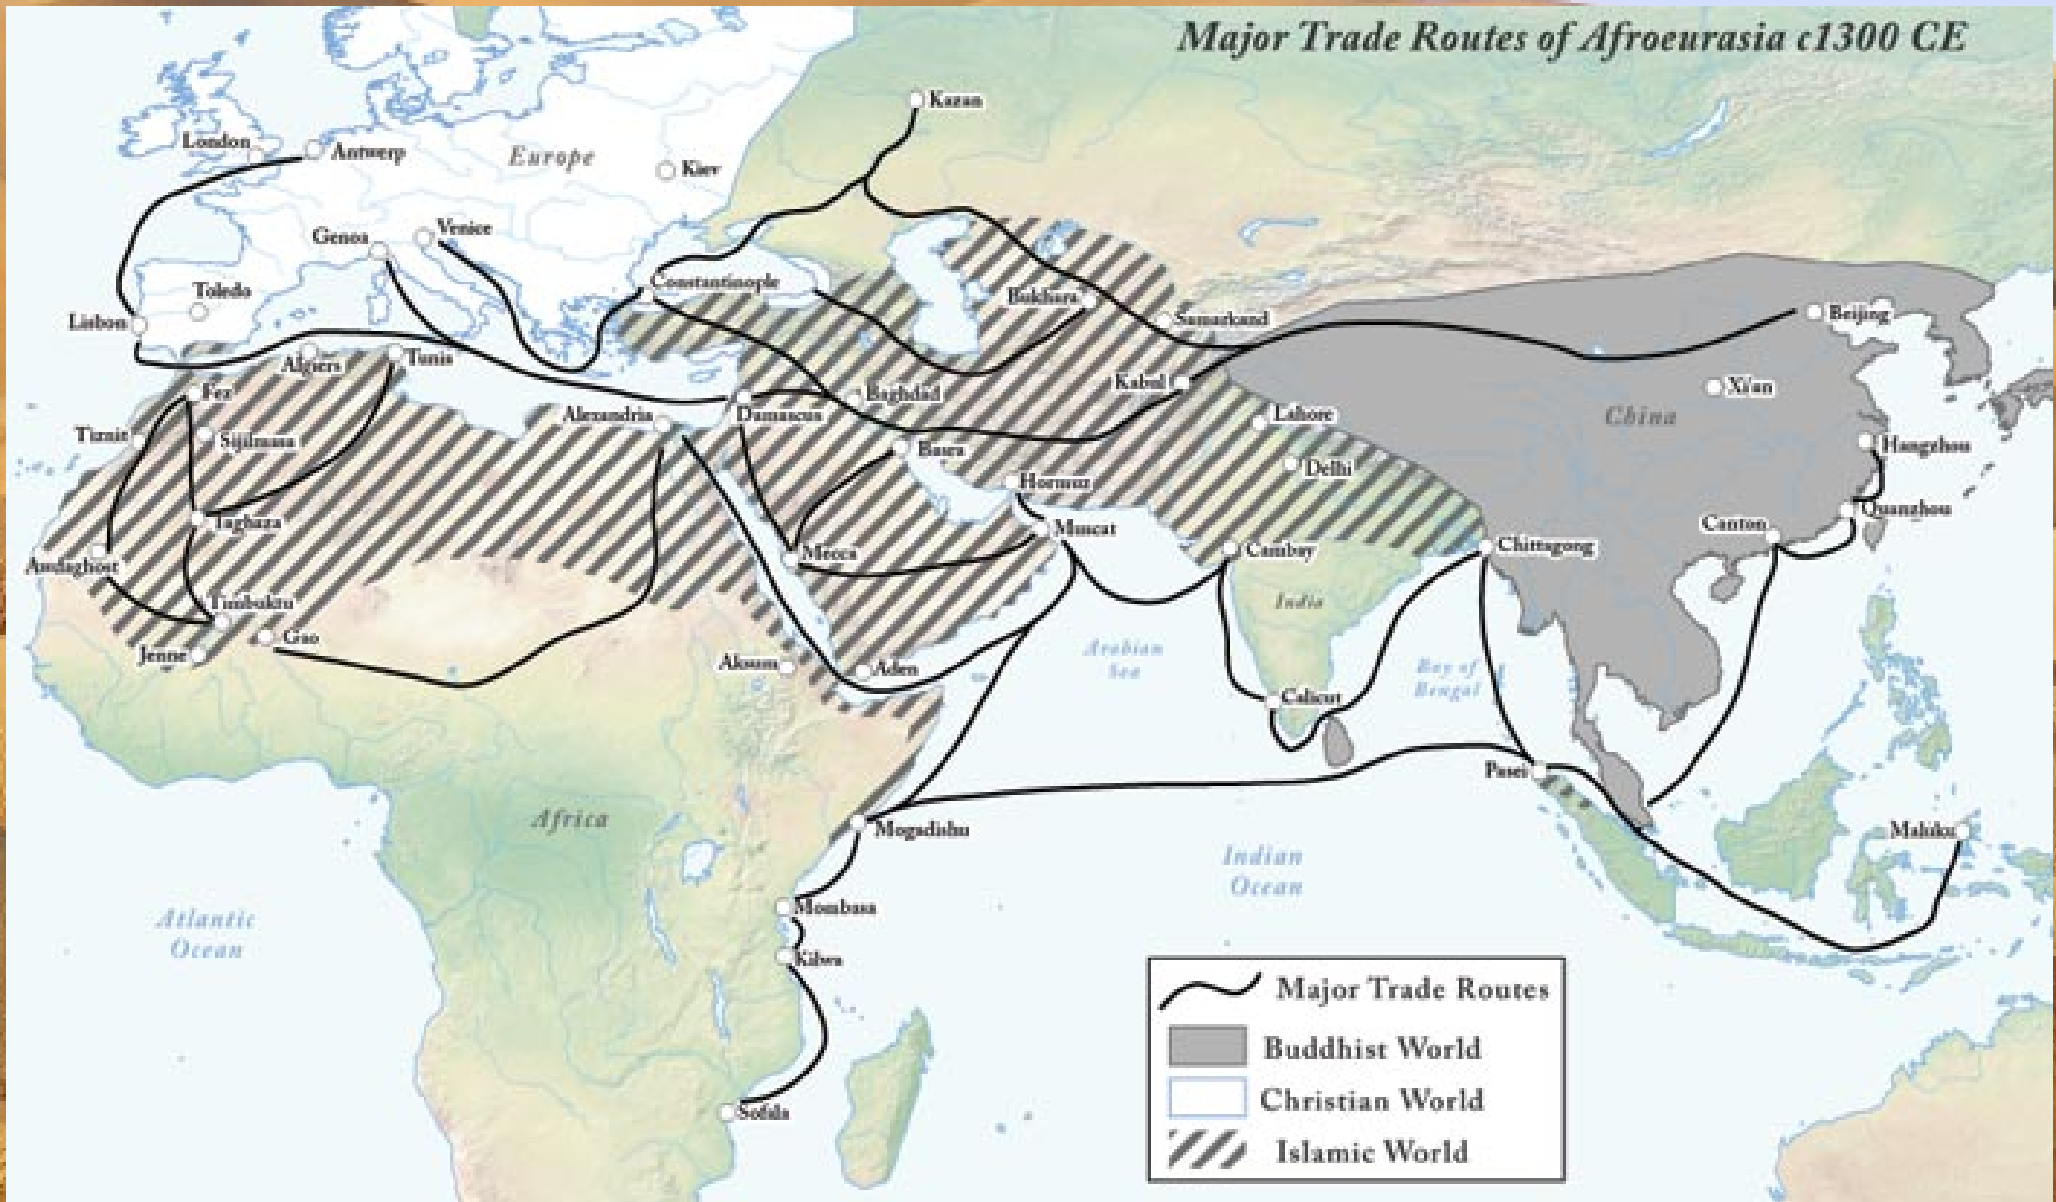 Major Trade Routes of Afroeurasia c1300 CE
Kazan
London
Antwerp
Europe
Kiev
Genoa
Venice
Toledo
Constantinople
Lisbon
Bukhara
Samarkand
Beijing
Algiers
Tunis
Fez
Kabul
Xi'an
Baghdad
Alexandria
Damascus
Lahore
China
Tiznit
Sijilmasa
Basra
Hangzhou
Delhi
Hormuz
Taghaza
Muscat
Canton
Quanzhou
Awdaghost
Mecca
Cambay
Chittagong
Timbuktu
India
Gao
Jenne
Aksum
Aden
Arabian
Sea
Bay of
Bengal
Calicut
Pasei
Africa
Mogadishu
Maluku
Indian
Ocean
Mombasa
Atlantic
Ocean
Kilwa
Sofala
Major Trade Routes
Buddhist World
Christian World
Islamic World